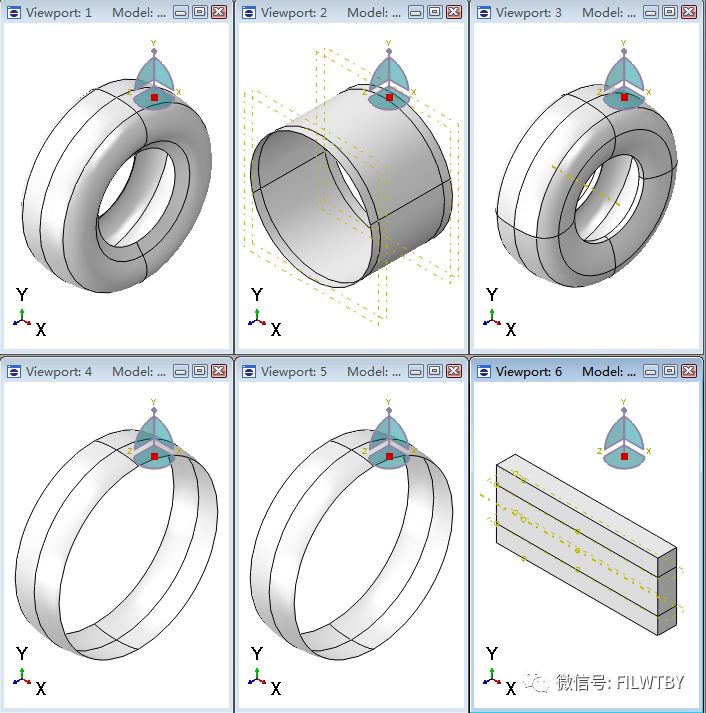 Viewport: 1 Model: ...
Viewport: 2 Model: ...
Viewport: 3 Model: ...
Y
Z X
Y
Z X
Y
Z X
Y
X
Y
X
Y
X
Viewport: 4 Model: ...
Viewport: 5 Model: ...
Viewport: 6 Model: ...
Y
Z X
Y
Z X
Y
Z X
Y
X
Y
X
Y
X
微信号: FILWTBY